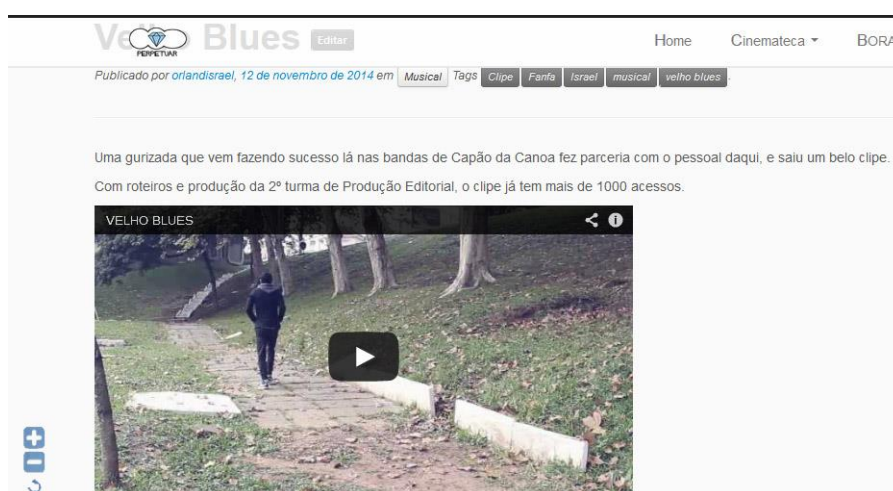 Velho Blues Editar
PERPETUAR
Home Cinemateca BORA
Publicado por orlandisrael, 12 de novembro de 2014 em Musical Tags Clipe Fanfa Israel musical velho blues .
Uma gurizada que vem fazendo sucesso lá nas bandas de Capão da Canoa fez parceria com o pessoal daqui, e saiu um belo clipe.
Com roteiros e produção da 2º turma de Produção Editorial, o clipe já tem mais de 1000 acessos.
VELHO BLUES